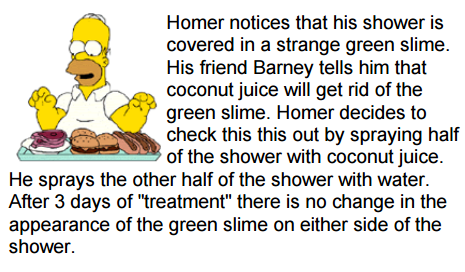 Homer notices that his shower is
covered in a strange green slime.
His friend Barney tells him that
coconut juice will get rid of the
green slime. Homer decides to
check this this out by spraying half
of the shower with coconut juice.
He sprays the other half of the shower with water.
After 3 days of "treatment" there is no change in the
appearance of the green slime on either side of the
shower.